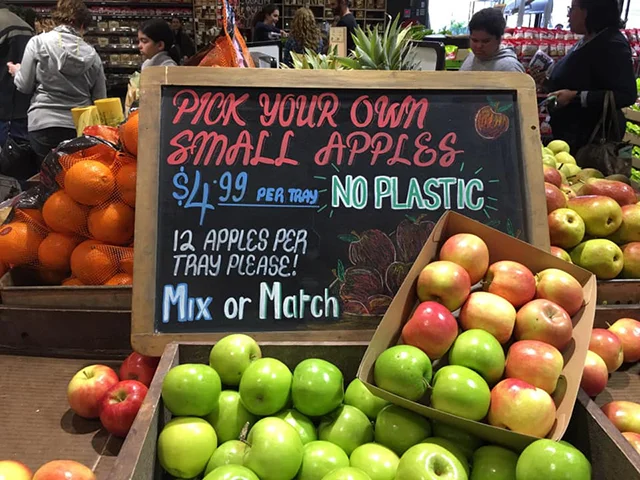 PICK YOUR OWN
SMALL APPLES
$4.99 PER TRAY NO PLASTIC
12 APPLES PER
TRAY PLEASE!
Mix or Match